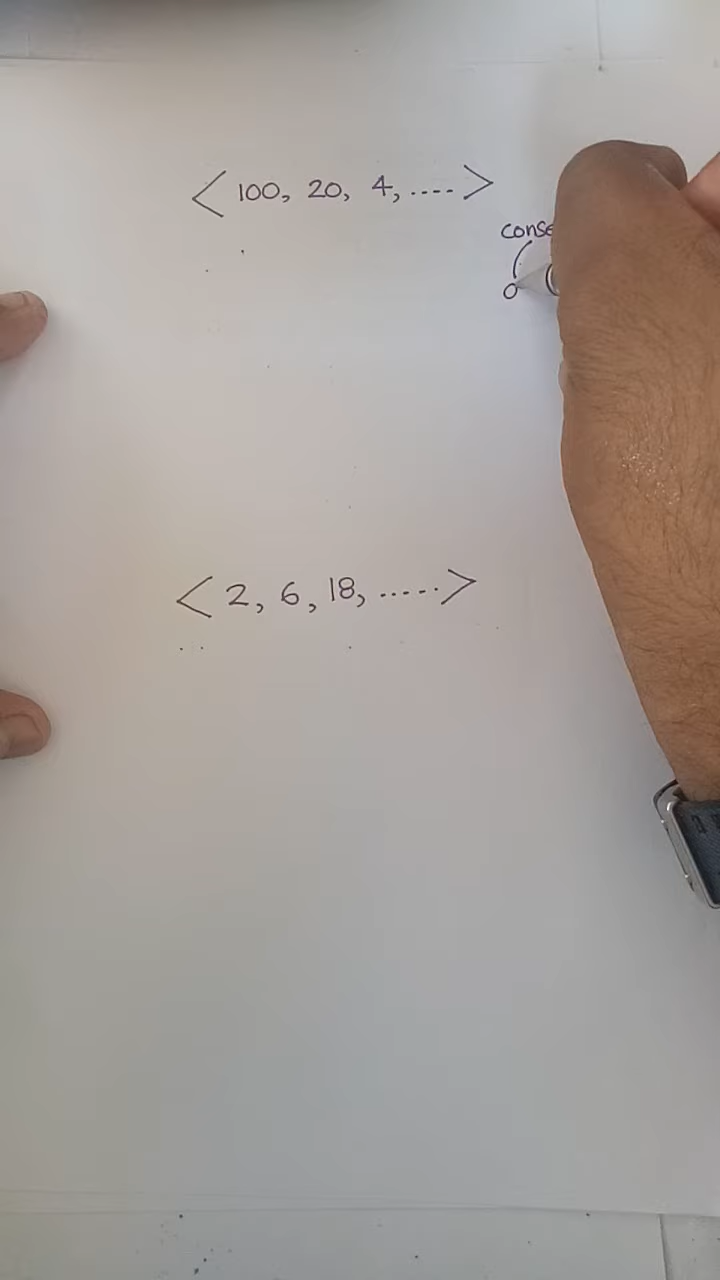 < 100, 20, 4, .... >
< 2, 6, 18, ..... >